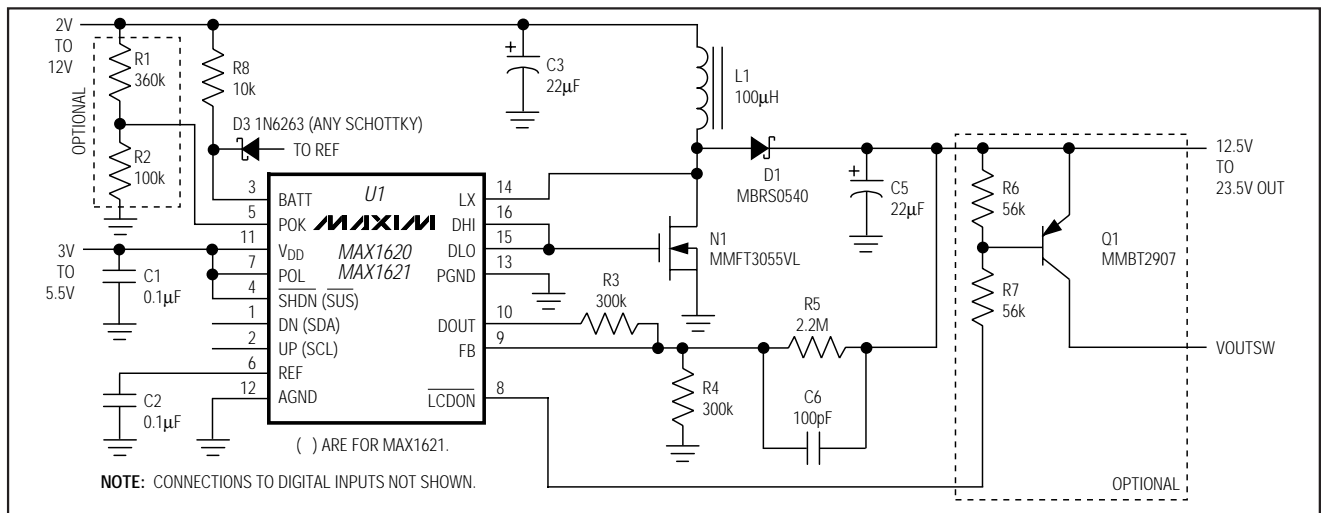 2V
TO
12V
OPTIONAL
R1
360k
R2
100k
R8
10k
D3 1N6263 (ANY SCHOTTKY)
TO REF
+
C3
22µF
L1
100µH
D1
MBRS0540
+
C5
22µF
12.5V
TO
23.5V OUT
R6
56k
R7
56k
Q1
MMBT2907
VOUTSW
OPTIONAL
3V
TO
5.5V
C1
0.1µF
C2
0.1µF
U1
MAXIM
MAX1620
MAX1621
3 BATT
5 POK
11 VDD
7 POL
4 SHDN (SUS)
1 DN (SDA)
2 UP (SCL)
6 REF
12 AGND
LX 14
DHI 16
DLO 15
PGND 13
DOUT 10
FB 9
LCDON 8
N1
MMFT3055VL
R3
300k
R4
300k
R5
2.2M
C6
100pF
( ) ARE FOR MAX1621.
NOTE: CONNECTIONS TO DIGITAL INPUTS NOT SHOWN.